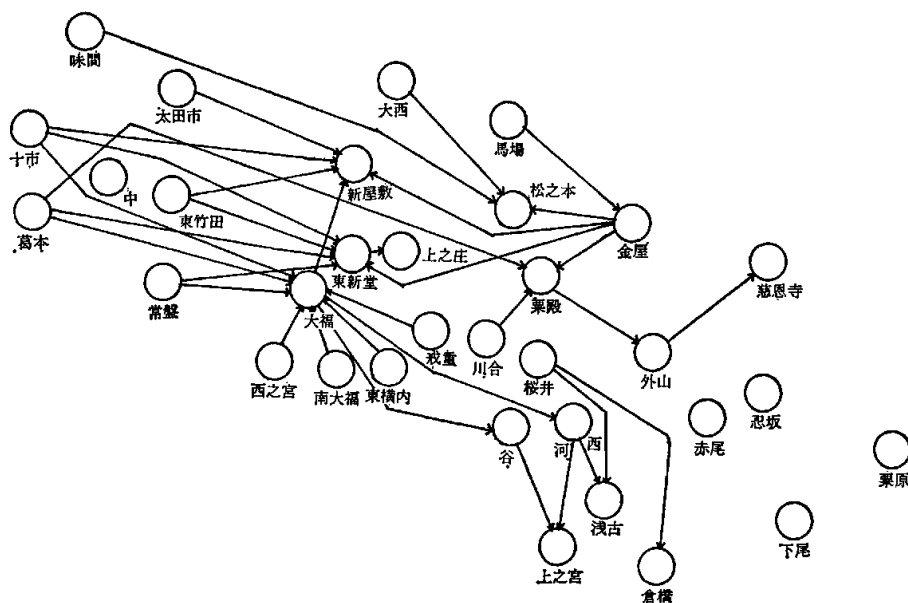 味間
太田市
大西
馬場
十市
中
東竹田
新屋敷
松之本
葛本
金屋
上之庄
東新堂
常盤
大福
粟殿
慈恩寺
戒重
川合
桜井
外山
西之宮
南大福
東横内
谷
河西
赤尾
忍坂
粟原
浅古
下尾
上之宮
倉橋